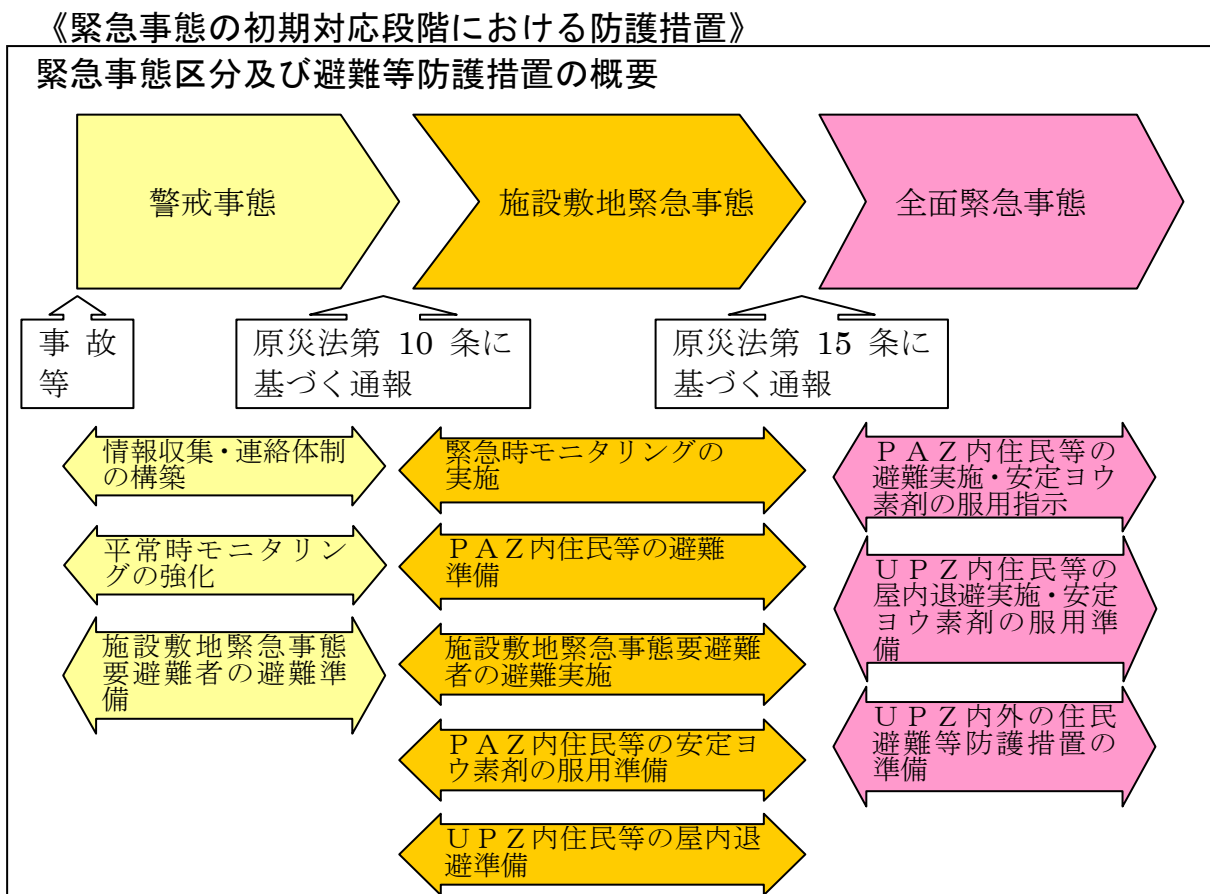 《緊急事態の初期対応段階における防護措置》
緊急事態区分及び避難等防護措置の概要
警戒事態
施設敷地緊急事態
全面緊急事態
事故
等
原災法第 10 条に
基づく通報
原災法第 15 条に
基づく通報
情報収集・連絡体制
の構築
平常時モニタリン
グの強化
施設敷地緊急事態
要避難者の避難準
備
緊急時モニタリングの
実施
ＰＡＺ内住民等の避難
準備
施設敷地緊急事態要避難
者の避難実施
ＰＡＺ内住民等の安定ヨ
ウ素剤の服用準備
ＵＰＺ内住民等の屋内退
避準備
ＰＡＺ内住民等の
避難実施・安定ヨウ
素剤の服用指示
ＵＰＺ内住民等の
屋内退避実施・安定
ヨウ素剤の服用準
備
ＵＰＺ内外の住民
避難等防護措置の
準備